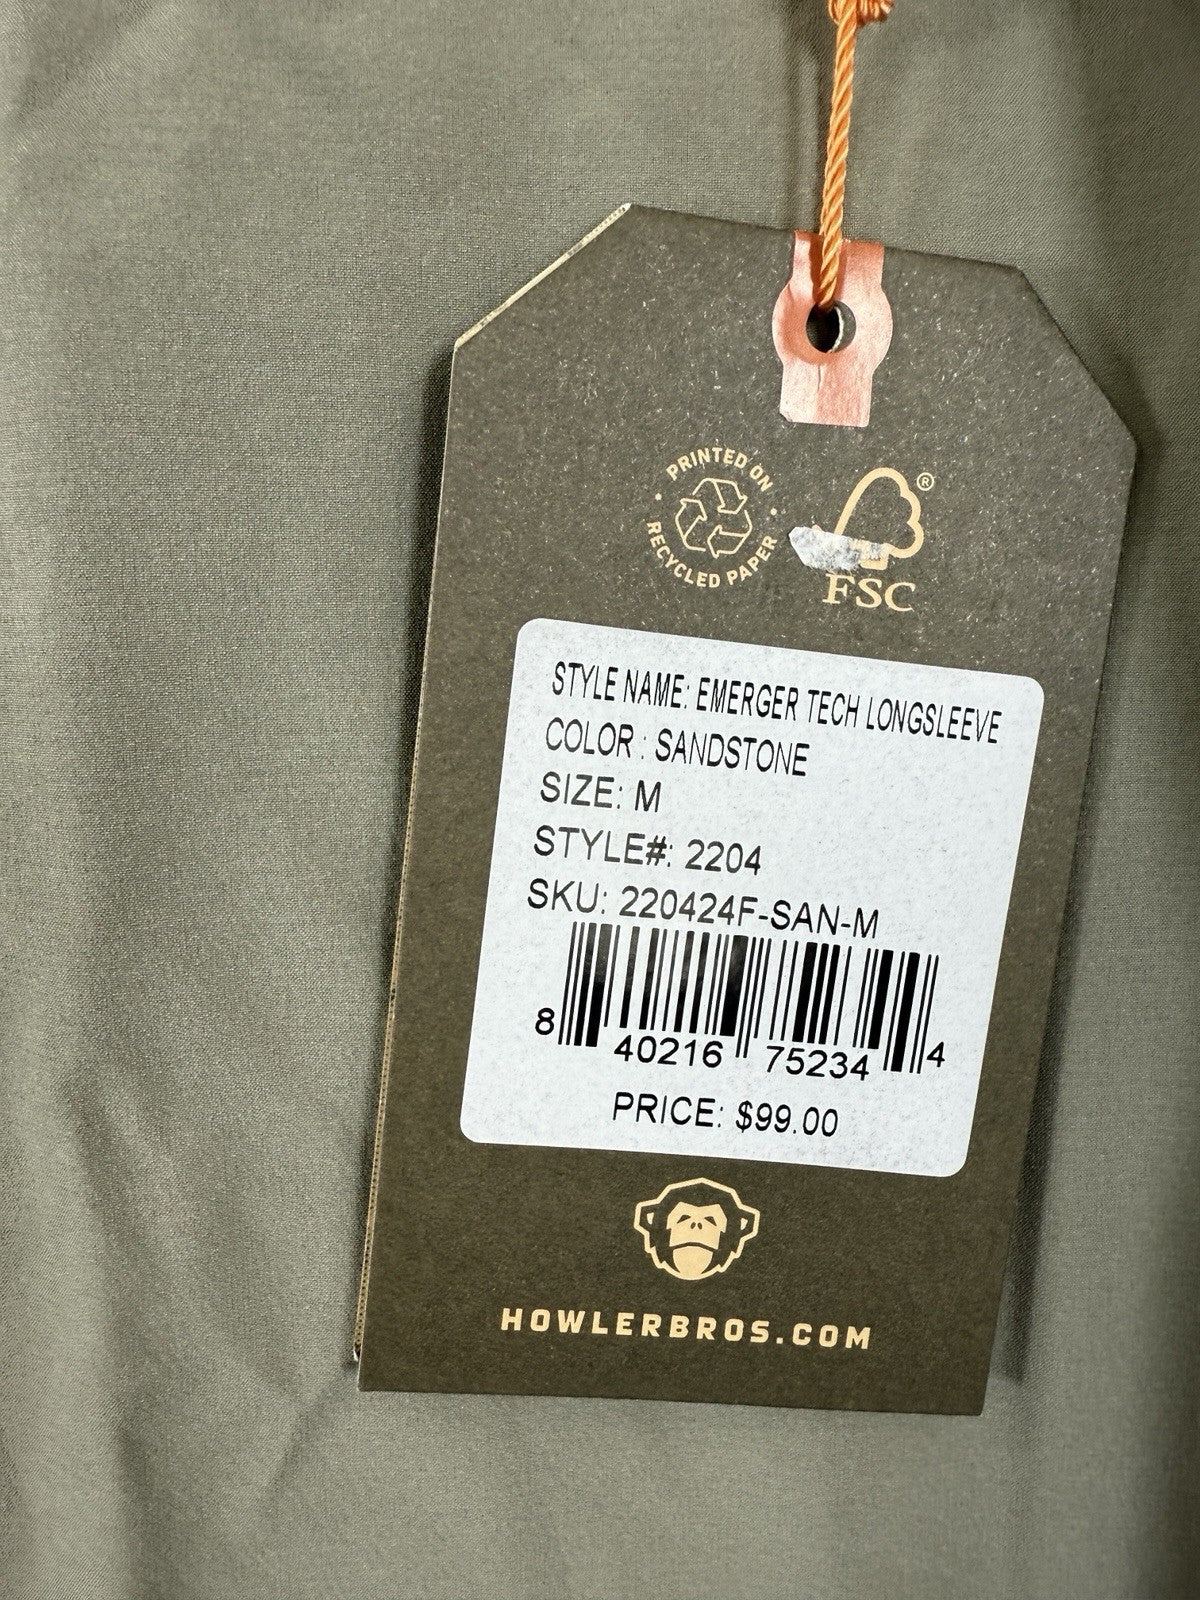 PRINTED ON
RECYCLED PAPER
®
FSC
STYLE NAME: EMERGER TECH LONGSLEEVE
COLOR : SANDSTONE
SIZE: M
STYLE#: 2204
SKU: 220424F-SAN-M
8 40216 75234 4
PRICE: $99.00
HOWLERBROS.COM